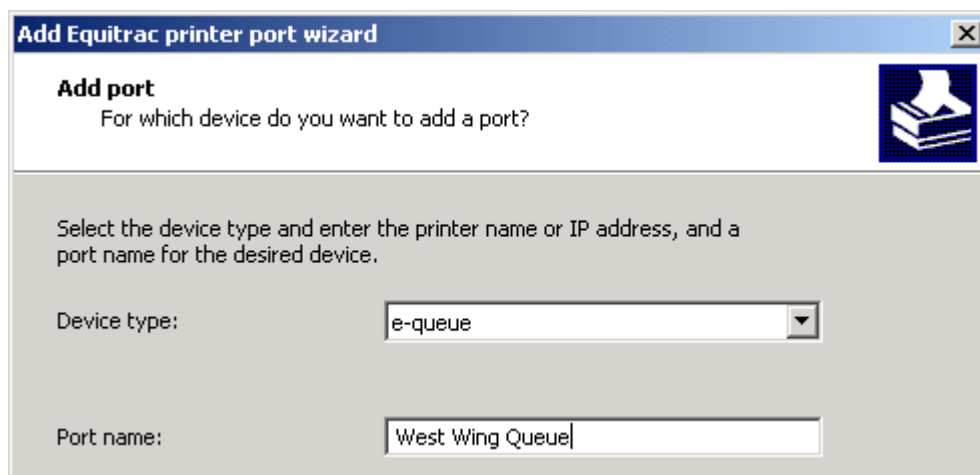 Add Equitrac printer port wizard
Add port
For which device do you want to add a port?
Select the device type and enter the printer name or IP address, and a
port name for the desired device.
Device type:
e-queue
Port name:
West Wing Queue